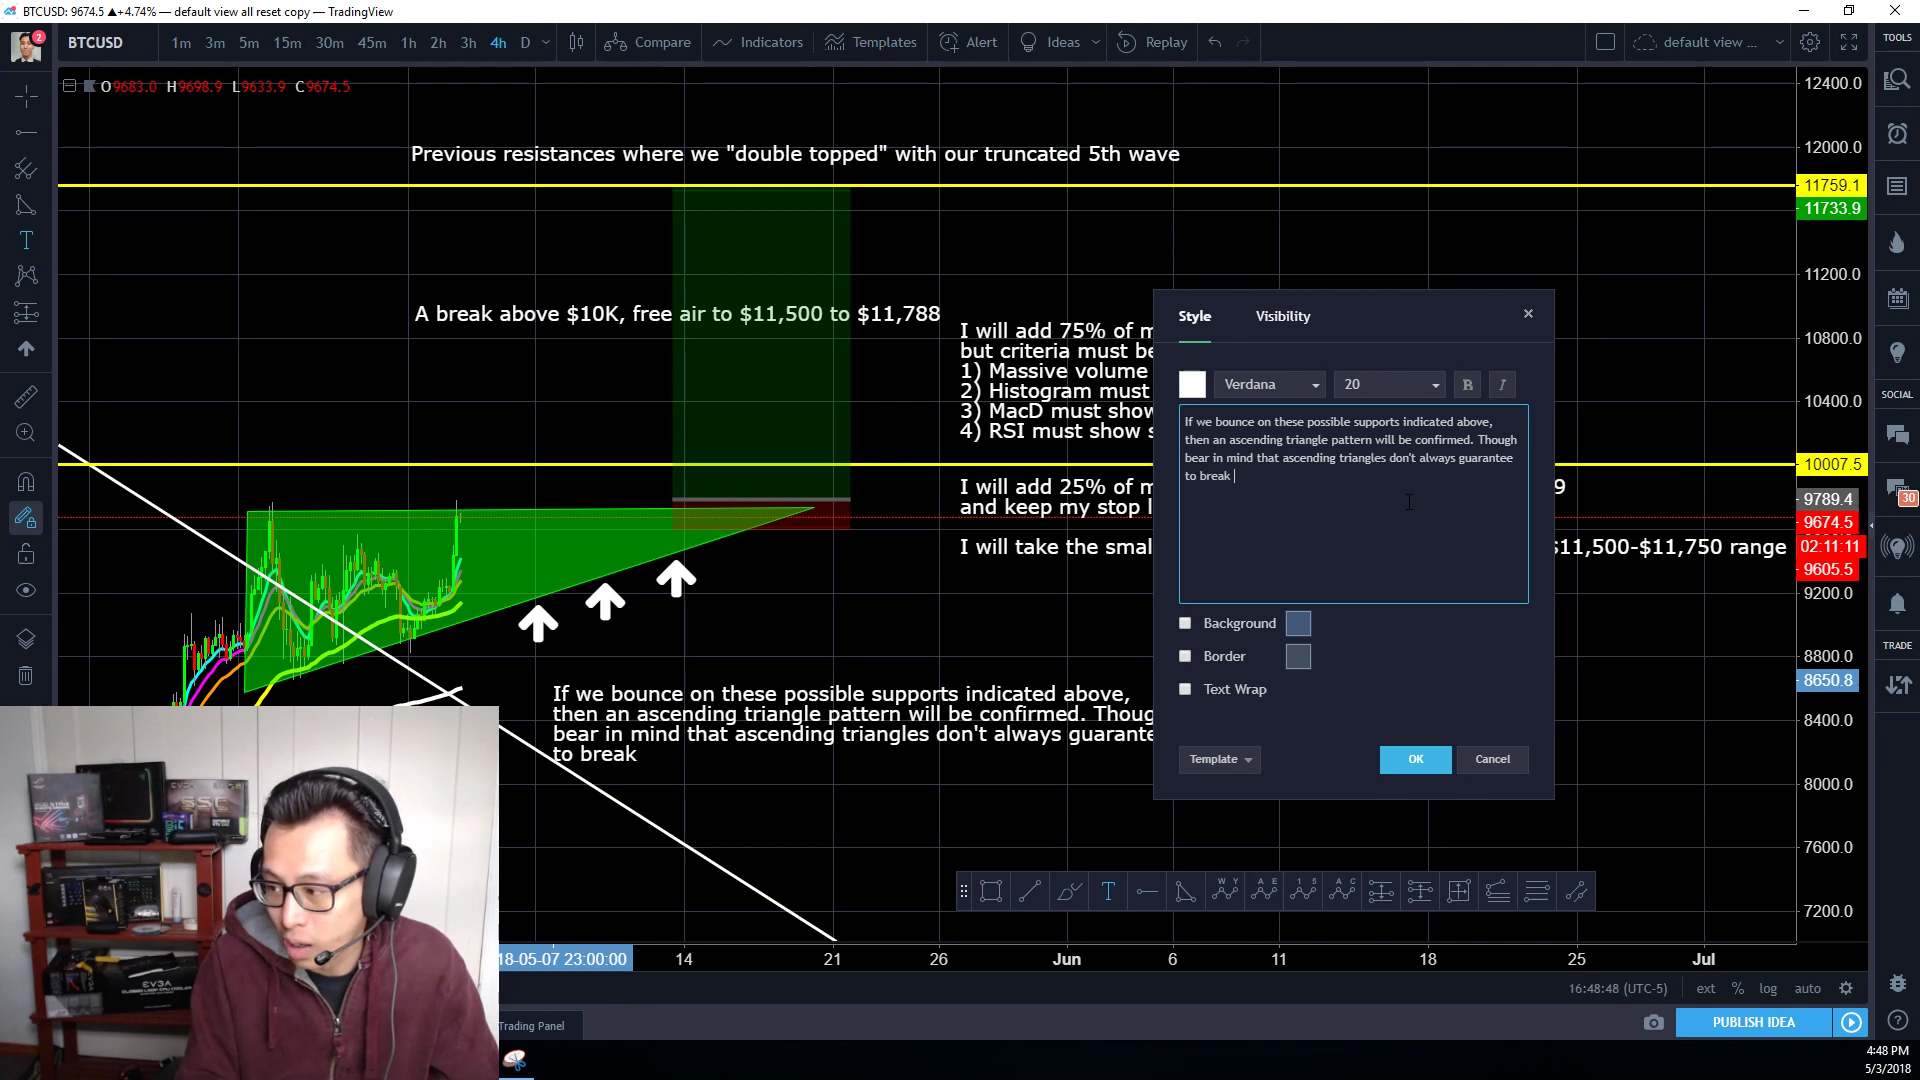 BTCUSD: 9674.5 ▲+4.74% — default view all reset copy — TradingView
2
BTCUSD 1m 3m 5m 15m 30m 45m 1h 2h 3h 4h D Compare Indicators Templates Alert Ideas Replay default view ... TOOLS
O9683.0 H9698.9 L9633.9 C9674.5
12400.0
Previous resistances where we "double topped" with our truncated 5th wave
12000.0
11759.1
11733.9
11200.0
A break above $10K, free air to $11,500 to $11,788
10800.0
I will add 75% of m
but criteria must be
1) Massive volume
2) Histogram must
3) MacD must show
4) RSI must show s
10400.0
SOCIAL
10007.5
I will add 25% of m 9
and keep my stop l
I will take the smal $11,500-$11,750 range
9789.4
30
9674.5
02:11:11
9605.5
9200.0
8800.0
TRADE
8650.8
8400.0
8000.0
7600.0
7200.0
Style Visibility ×
Verdana 20 B I
If we bounce on these possible supports indicated above,
then an ascending triangle pattern will be confirmed. Though
bear in mind that ascending triangles don't always guarantee
to break
Background
Border
Text Wrap
Template OK Cancel
If we bounce on these possible supports indicated above,
then an ascending triangle pattern will be confirmed. Thoug
bear in mind that ascending triangles don't always guarante
to break
W Y A E 1 5 A C
18-05-07 23:00:00 14 21 26 Jun 6 11 18 25 Jul
16:48:48 (UTC-5) ext % log auto
Trading Panel PUBLISH IDEA
4:48 PM
5/3/2018
EVGA
SSC
EVGA